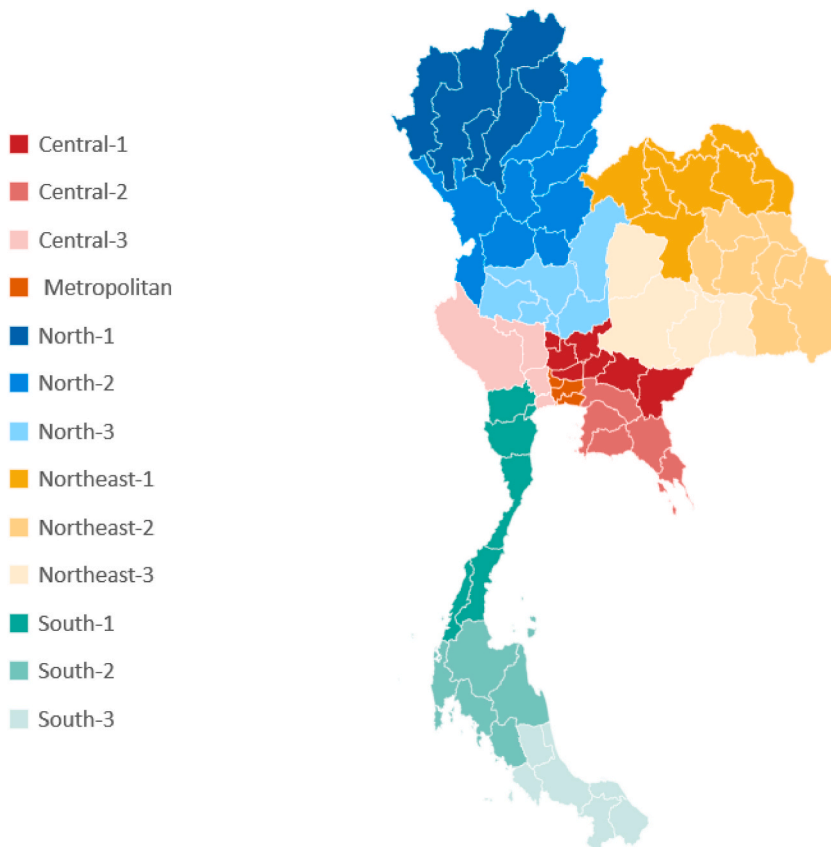 Central-1
Central-2
Central-3
Metropolitan
North-1
North-2
North-3
Northeast-1
Northeast-2
Northeast-3
South-1
South-2
South-3